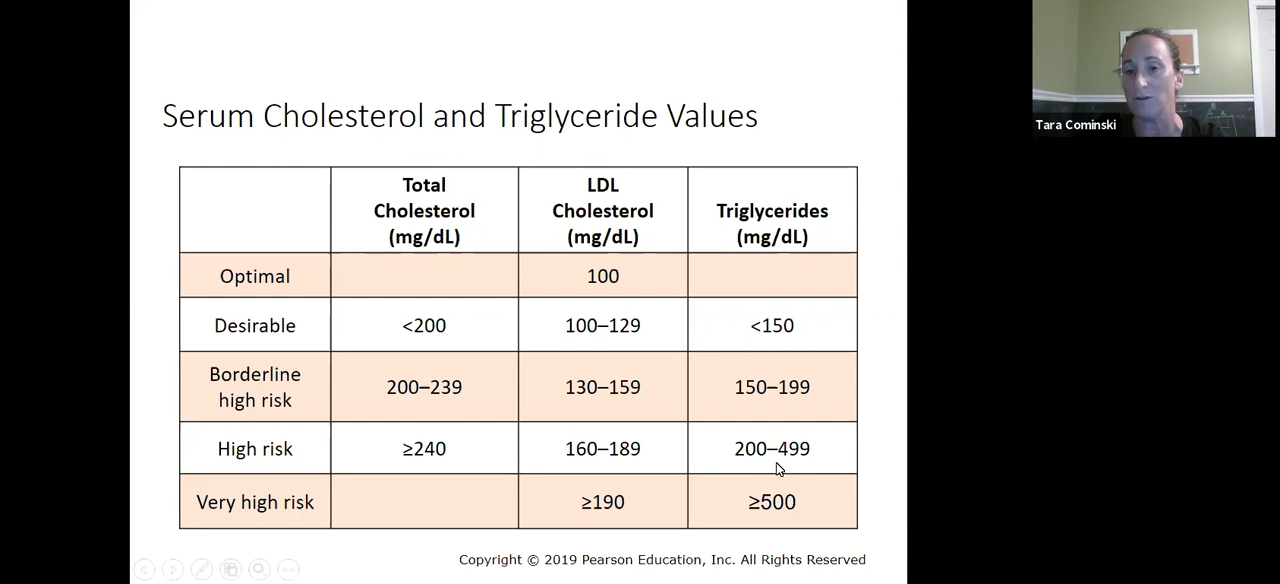 Serum Cholesterol and Triglyceride Values
Total
Cholesterol
(mg/dL)
LDL
Cholesterol
(mg/dL)
Triglycerides
(mg/dL)
Optimal
100
Desirable
<200
100–129
<150
Borderline
high risk
200–239
130–159
150–199
High risk
≥240
160–189
200–499
Very high risk
≥190
≥500
Copyright © 2019 Pearson Education, Inc. All Rights Reserved
Tara Cominski